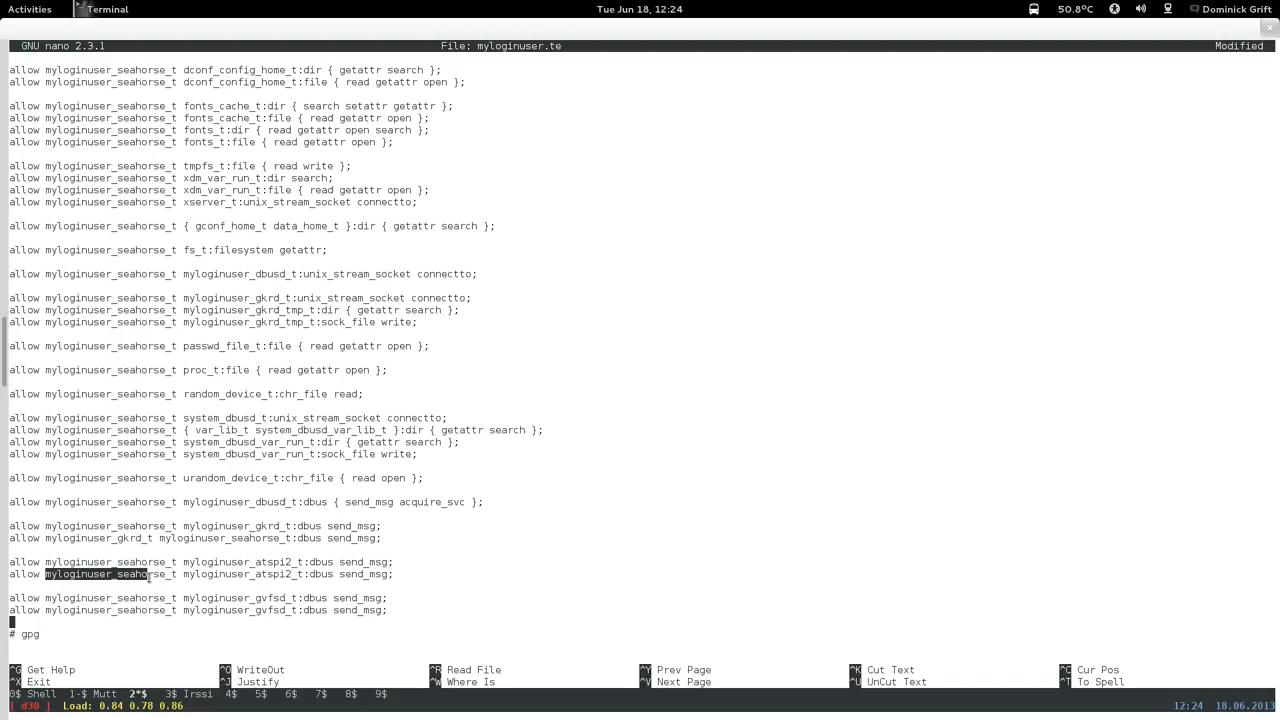 Activities Terminal Tue Jun 18, 12:24 50.8°C Dominick Grift
GNU nano 2.3.1 File: myloginuser.te Modified
allow myloginuser_seahorse_t dconf_config_home_t:dir { getattr search };
allow myloginuser_seahorse_t dconf_config_home_t:file { read getattr open };
allow myloginuser_seahorse_t fonts_cache_t:dir { search setattr getattr };
allow myloginuser_seahorse_t fonts_cache_t:file { read getattr open };
allow myloginuser_seahorse_t fonts_t:dir { read getattr open search };
allow myloginuser_seahorse_t fonts_t:file { read getattr open };
allow myloginuser_seahorse_t tmpfs_t:file { read write };
allow myloginuser_seahorse_t xdm_var_run_t:dir search;
allow myloginuser_seahorse_t xdm_var_run_t:file { read getattr open };
allow myloginuser_seahorse_t xserver_t:unix_stream_socket connectto;
allow myloginuser_seahorse_t { gconf_home_t data_home_t }:dir { getattr search };
allow myloginuser_seahorse_t fs_t:filesystem getattr;
allow myloginuser_seahorse_t myloginuser_dbusd_t:unix_stream_socket connectto;
allow myloginuser_seahorse_t myloginuser_gkrd_t:unix_stream_socket connectto;
allow myloginuser_seahorse_t myloginuser_gkrd_tmp_t:dir { getattr search };
allow myloginuser_seahorse_t myloginuser_gkrd_tmp_t:sock_file write;
allow myloginuser_seahorse_t passwd_file_t:file { read getattr open };
allow myloginuser_seahorse_t proc_t:file { read getattr open };
allow myloginuser_seahorse_t random_device_t:chr_file read;
allow myloginuser_seahorse_t system_dbusd_t:unix_stream_socket connectto;
allow myloginuser_seahorse_t { var_lib_t system_dbusd_var_lib_t }:dir { getattr search };
allow myloginuser_seahorse_t system_dbusd_var_run_t:dir { getattr search };
allow myloginuser_seahorse_t system_dbusd_var_run_t:sock_file write;
allow myloginuser_seahorse_t urandom_device_t:chr_file { read open };
allow myloginuser_seahorse_t myloginuser_dbusd_t:dbus { send_msg acquire_svc };
allow myloginuser_seahorse_t myloginuser_gkrd_t:dbus send_msg;
allow myloginuser_gkrd_t myloginuser_seahorse_t:dbus send_msg;
allow myloginuser_seahorse_t myloginuser_atspi2_t:dbus send_msg;
allow myloginuser_seahorse_t myloginuser_atspi2_t:dbus send_msg;
allow myloginuser_seahorse_t myloginuser_gvfsd_t:dbus send_msg;
allow myloginuser_seahorse_t myloginuser_gvfsd_t:dbus send_msg;
# gpg
^G Get Help ^O WriteOut ^R Read File ^Y Prev Page ^K Cut Text ^C Cur Pos
^X Exit ^J Justify ^W Where Is ^V Next Page ^U UnCut Text ^T To Spell
0$ Shell 1-$ Mutt 2*$ 3$ Irssi 4$ 5$ 6$ 7$ 8$ 9$
[ d30 ] Load: 0.84 0.78 0.86 12:24 18.06.2013